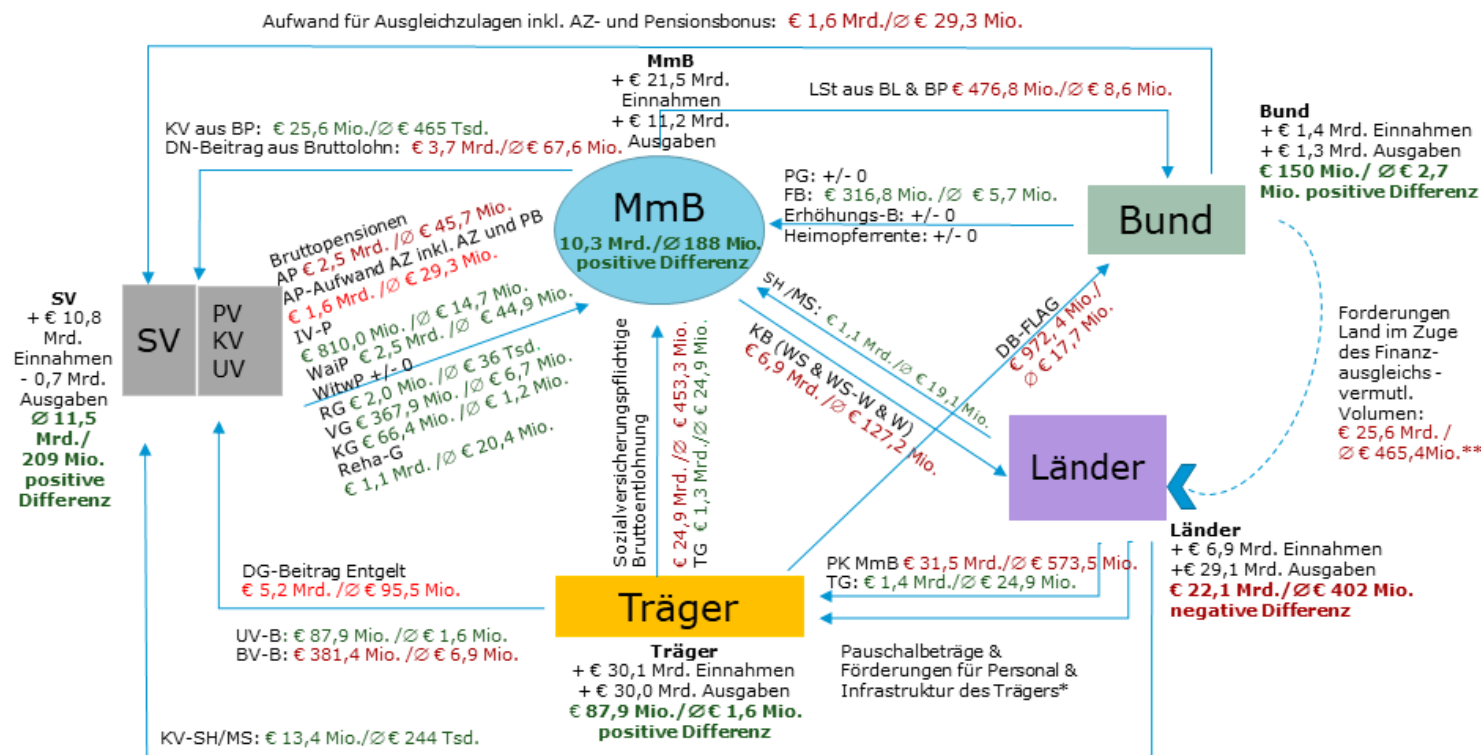 Aufwand für Ausgleichzulagen inkl. AZ- und Pensionsbonus: € 1,6 Mrd./Ø € 29,3 Mio.
MmB
+ € 21,5 Mrd.
Einnahmen
+ € 11,2 Mrd.
Ausgaben
LSt aus BL & BP € 476,8 Mio./Ø € 8,6 Mio.
Bund
+ € 1,4 Mrd. Einnahmen
+ € 1,3 Mrd. Ausgaben
€ 150 Mio./ Ø € 2,7
Mio. positive Differenz
KV aus BP: € 25,6 Mio./Ø € 465 Tsd.
DN-Beitrag aus Bruttolohn: € 3,7 Mrd./Ø € 67,6 Mio.
MmB
10,3 Mrd./Ø 188 Mio.
positive Differenz
PG: +/- 0
FB: € 316,8 Mio./Ø € 5,7 Mio.
Erhöhungs-B: +/- 0
Heimopferrente: +/- 0
Bund
SV
+ € 10,8
Mrd.
Einnahmen
- 0,7 Mrd.
Ausgaben
Ø 11,5
Mrd./
209 Mio.
positive
Differenz
SV
PV
KV
UV
Bruttopensionen
AP € 2,5 Mrd./Ø € 45,7 Mio.
AP-Aufwand AZ inkl. AZ und PB
€ 1,6 Mrd./Ø € 29,3 Mio.
IV-P
€ 810,0 Mio./Ø € 14,7 Mio.
WaiP € 2,5 Mrd./Ø € 44,9 Mio.
WitwP +/- 0
RG € 2,0 Mio./Ø € 36 Tsd.
VG € 367,9 Mio./Ø € 6,7 Mio.
KG € 66,4 Mio./Ø € 1,2 Mio.
Reha-G
€ 1,1 Mrd./Ø € 20,4 Mio.
Sozialversicherungspflichtige
Bruttoentlohnung
€ 24,9 Mrd./Ø € 453,3 Mio.
TG € 1,3 Mrd./Ø € 24,9 Mio.
SH /MS: € 1,1 Mrd./Ø € 19,1 Mio.
KB (WS & WS-W & W)
€ 6,9 Mrd./Ø € 127,2 Mio.
DB-FLAG
€ 972,4 Mio./
Ø € 17,7 Mio.
Forderungen
Land im Zuge
des Finanz-
ausgleichs-
vermutl.
Volumen:
€ 25,6 Mrd./
Ø € 465,4Mio.**
Länder
Länder
+ € 6,9 Mrd. Einnahmen
+€ 29,1 Mrd. Ausgaben
€ 22,1 Mrd./Ø € 402 Mio.
negative Differenz
DG-Beitrag Entgelt
€ 5,2 Mrd./Ø € 95,5 Mio.
UV-B: € 87,9 Mio./Ø € 1,6 Mio.
BV-B: € 381,4 Mio./Ø € 6,9 Mio.
Träger
Träger
+ € 30,1 Mrd. Einnahmen
+ € 30,0 Mrd. Ausgaben
€ 87,9 Mio./Ø € 1,6 Mio.
positive Differenz
PK MmB € 31,5 Mrd./Ø € 573,5 Mio.
TG: € 1,4 Mrd./Ø € 24,9 Mio.
Pauschalbeträge &
Förderungen für Personal &
Infrastruktur des Trägers*
KV-SH/MS: € 13,4 Mio./Ø € 244 Tsd.